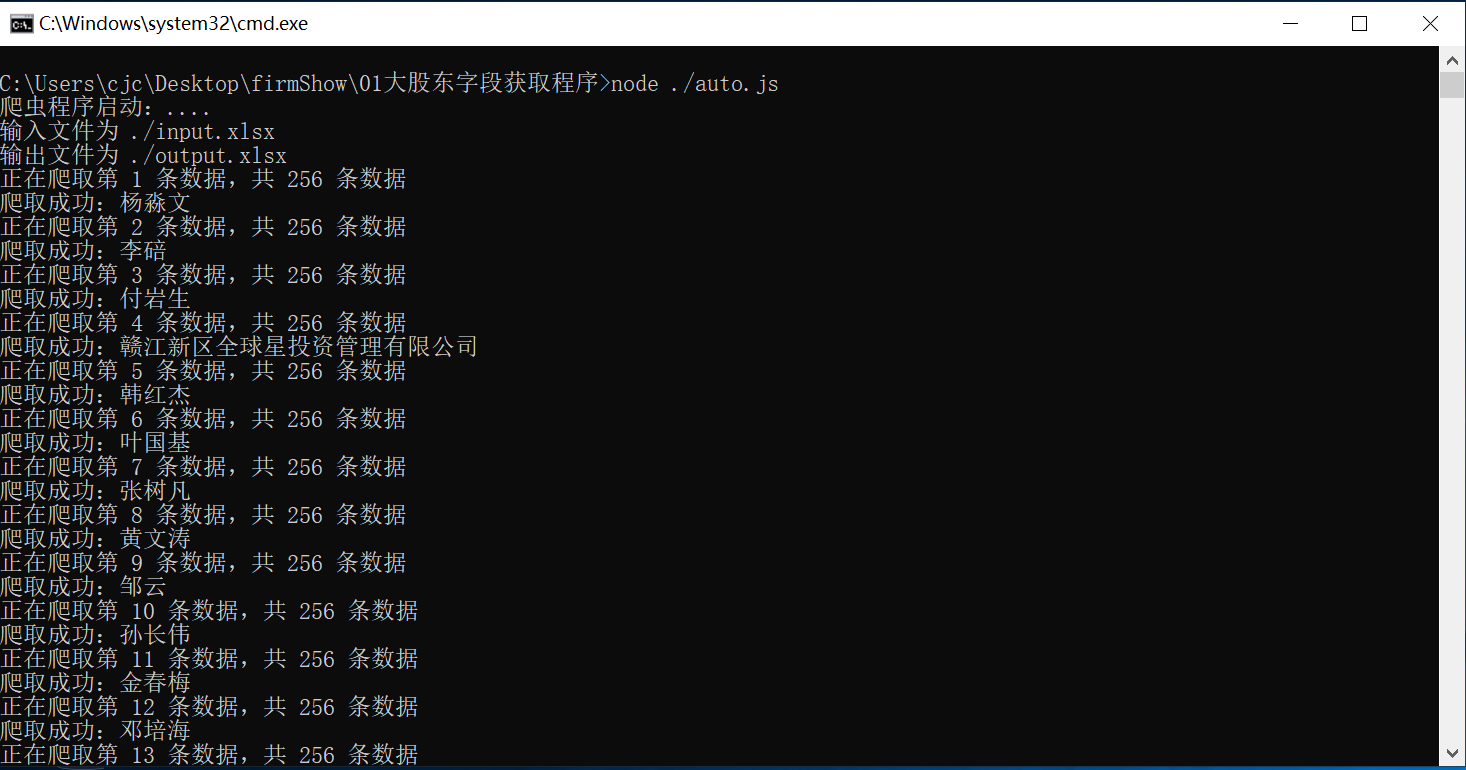 C:\Windows\system32\cmd.exe
C:\Users\cjc\Desktop\firmShow\01大股东字段获取程序>node ./auto.js
爬虫程序启动: ....
输入文件为 ./input.xlsx
输出文件为 ./output.xlsx
正在爬取第 1 条数据, 共 256 条数据
爬取成功: 杨淼文
正在爬取第 2 条数据, 共 256 条数据
爬取成功: 李碚
正在爬取第 3 条数据, 共 256 条数据
爬取成功: 付岩生
正在爬取第 4 条数据, 共 256 条数据
爬取成功: 赣江新区全球星投资管理有限公司
正在爬取第 5 条数据, 共 256 条数据
爬取成功: 韩红杰
正在爬取第 6 条数据, 共 256 条数据
爬取成功: 叶国基
正在爬取第 7 条数据, 共 256 条数据
爬取成功: 张树凡
正在爬取第 8 条数据, 共 256 条数据
爬取成功: 黄文涛
正在爬取第 9 条数据, 共 256 条数据
爬取成功: 邹云
正在爬取第 10 条数据, 共 256 条数据
爬取成功: 孙长伟
正在爬取第 11 条数据, 共 256 条数据
爬取成功: 金春梅
正在爬取第 12 条数据, 共 256 条数据
爬取成功: 邓培海
正在爬取第 13 条数据, 共 256 条数据